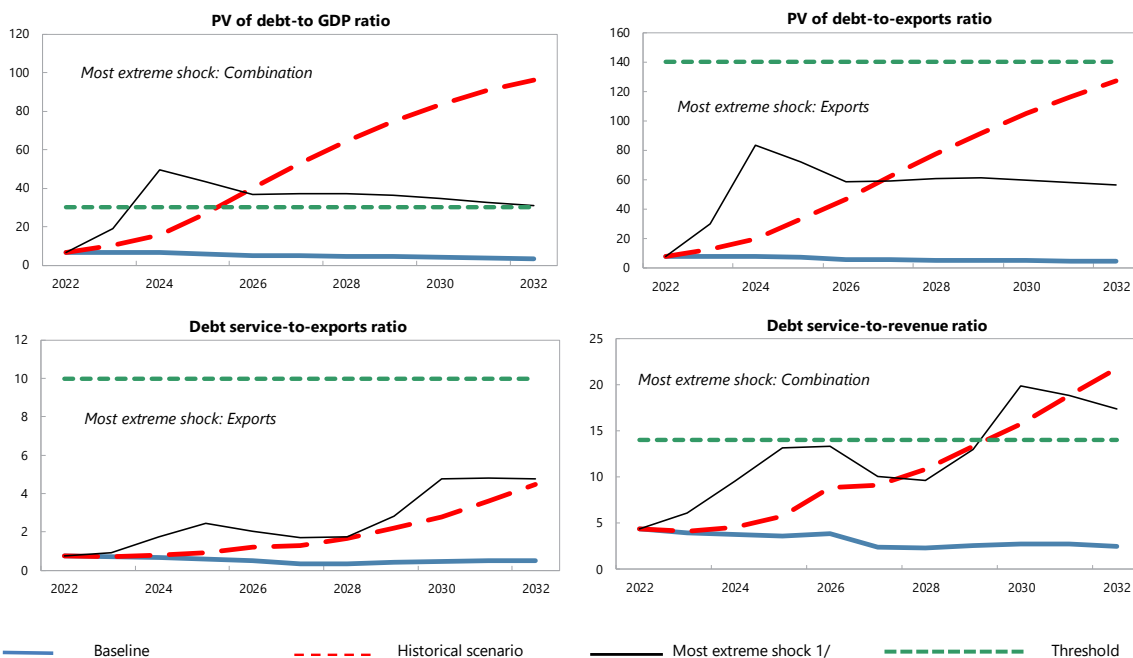 PV of debt-to GDP ratio
120
100
80
60
40
20
0
Most extreme shock: Combination
2022 2024 2026 2028 2030 2032
PV of debt-to-exports ratio
160
140
120
100
80
60
40
20
0
Most extreme shock: Exports
2022 2024 2026 2028 2030 2032
Debt service-to-exports ratio
12
10
8
6
4
2
0
Most extreme shock: Exports
2022 2024 2026 2028 2030 2032
Debt service-to-revenue ratio
25
20
15
10
5
0
Most extreme shock: Combination
2022 2024 2026 2028 2030 2032
Baseline Historical scenario Most extreme shock 1/ Threshold